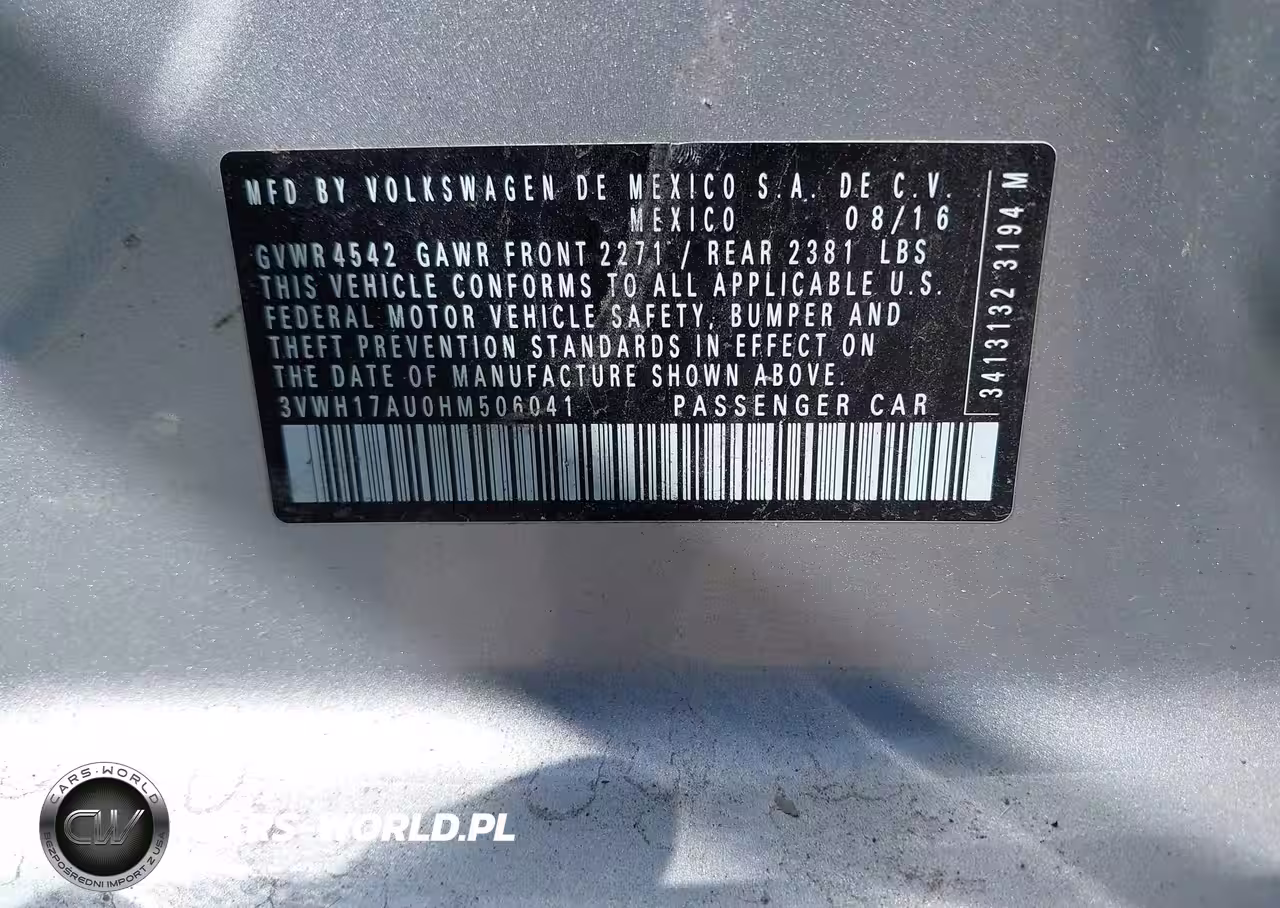 MFD BY VOLKSWAGEN DE MEXICO S.A. DE C.V.
MEXICO 08/16
GVWR 4542 GAWR FRONT 2271 / REAR 2381 LBS
THIS VEHICLE CONFORMS TO ALL APPLICABLE U.S.
FEDERAL MOTOR VEHICLE SAFETY, BUMPER AND
THEFT PREVENTION STANDARDS IN EFFECT ON
THE DATE OF MANUFACTURE SHOWN ABOVE.
3VWH17AU0HM506041 PASSENGER CAR
3413132 3194 M
CARS-WORLD
CW
BEZPOŚREDNI IMPORT Z USA
CARS-WORLD.PL